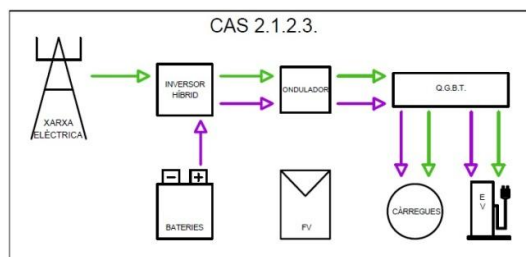 CAS 2.1.2.3.
XARXA
ELÈCTRICA
INVERSOR
HÍBRID
ONDULADOR
Q.G.B.T.
BATERIES
FV
CÀRREGUES
E
V